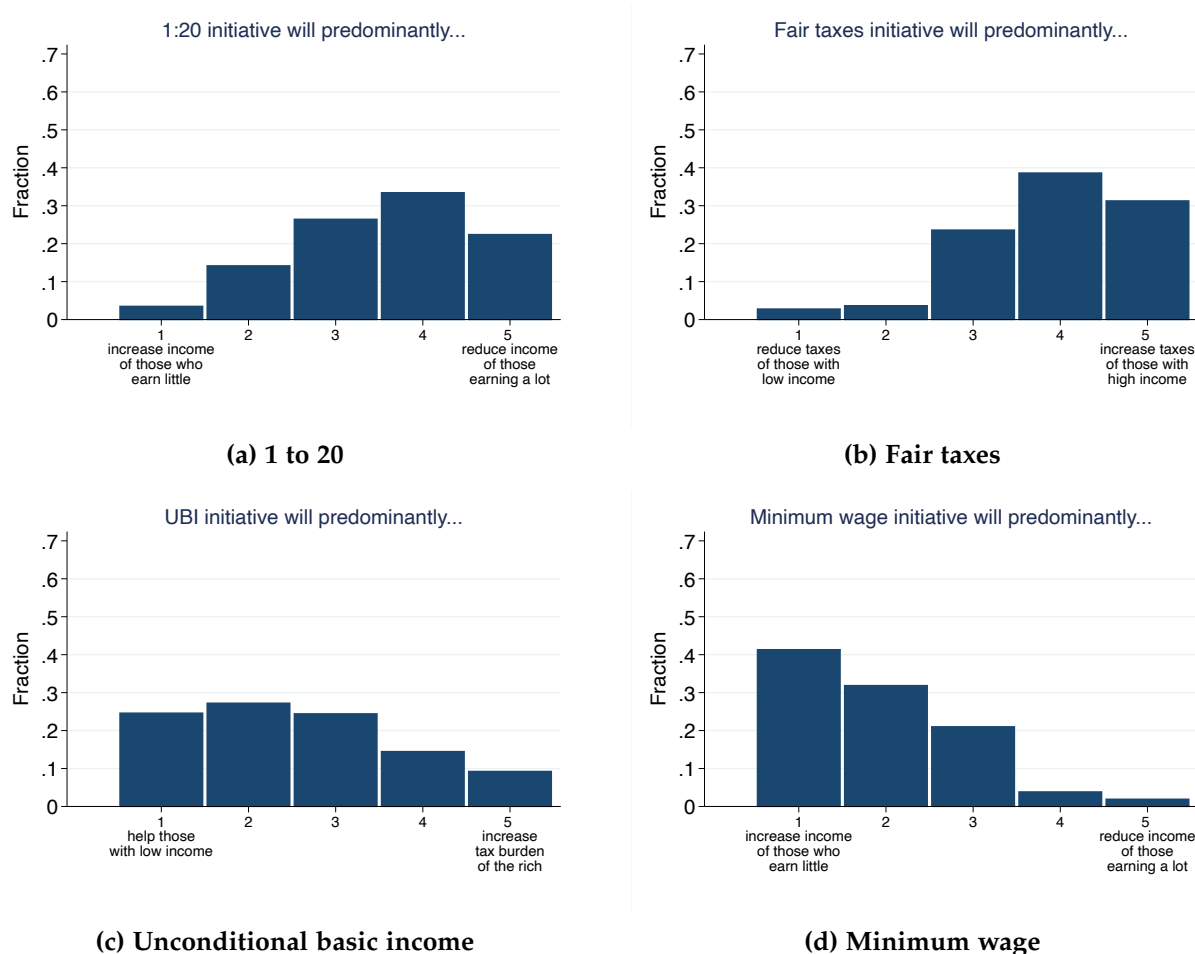 1:20 initiative will predominantly...
.7
.6
.5
.4
.3
.2
.1
0
Fraction
1
2
3
4
5
increase income
of those who
earn little
reduce income
of those
earning a lot
(a) 1 to 20
Fair taxes initiative will predominantly...
.7
.6
.5
.4
.3
.2
.1
0
Fraction
1
2
3
4
5
reduce taxes
of those with
low income
increase taxes
of those with
high income
(b) Fair taxes
UBI initiative will predominantly...
.7
.6
.5
.4
.3
.2
.1
0
Fraction
1
2
3
4
5
help those
with low income
increase
tax burden
of the rich
(c) Unconditional basic income
Minimum wage initiative will predominantly...
.7
.6
.5
.4
.3
.2
.1
0
Fraction
1
2
3
4
5
increase income
of those who
earn little
reduce income
of those
earning a lot
(d) Minimum wage